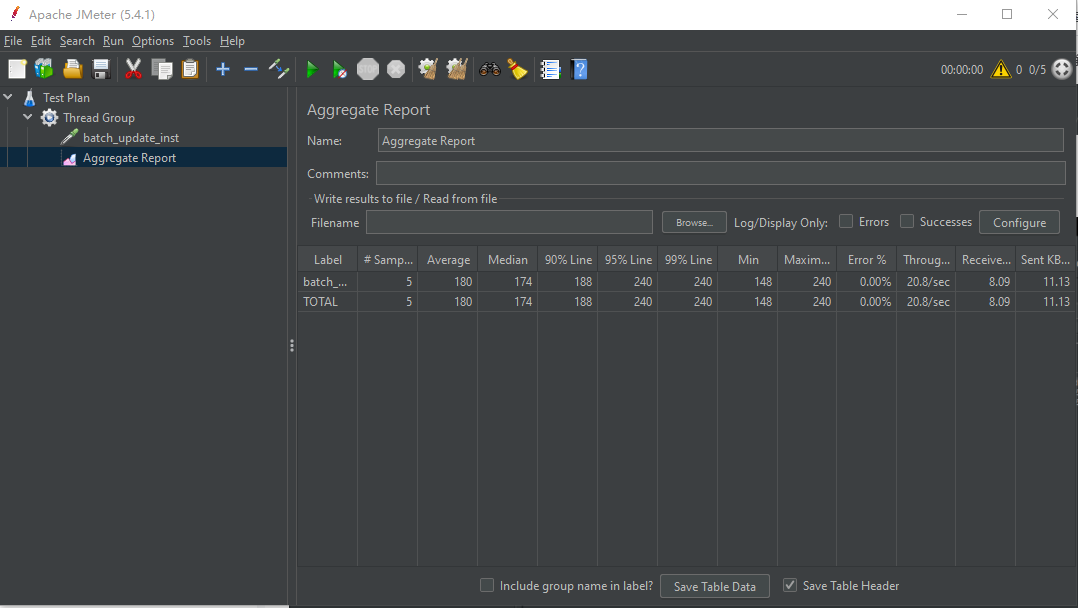 Apache JMeter (5.4.1)
File Edit Search Run Options Tools Help
STOP 00:00:00 0 0/5
Test Plan
Thread Group
batch_update_inst
Aggregate Report
Aggregate Report
Name: Aggregate Report
Comments:
Write results to file / Read from file
Filename Browse... Log/Display Only: Errors Successes Configure
Label # Samp... Average Median 90% Line 95% Line 99% Line Min Maxim... Error % Throug... Receive... Sent KB...
batch_... 5 180 174 188 240 240 148 240 0.00% 20.8/sec 8.09 11.13
TOTAL 5 180 174 188 240 240 148 240 0.00% 20.8/sec 8.09 11.13
Include group name in label? Save Table Data Save Table Header